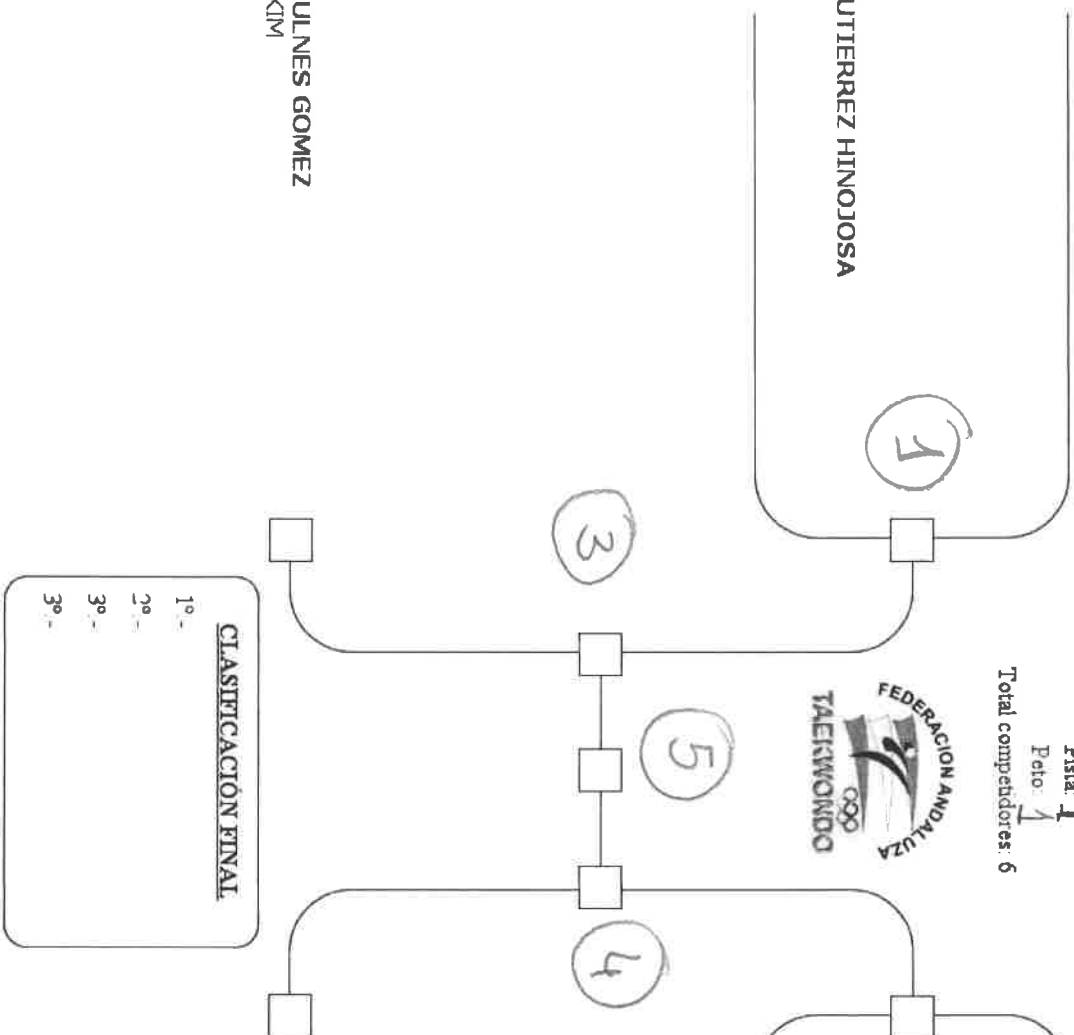 Pista: 1
Peto: 1
Total competidores: 6
FEDERACION ANDALUZA
TAEKWONDO
1
UTIERREZ HINOJOSA
3
5
4
ULNES GOMEZ
KIM
CLASIFICACIÓN FINAL
1º.-
2º.-
3º.-
3º.-